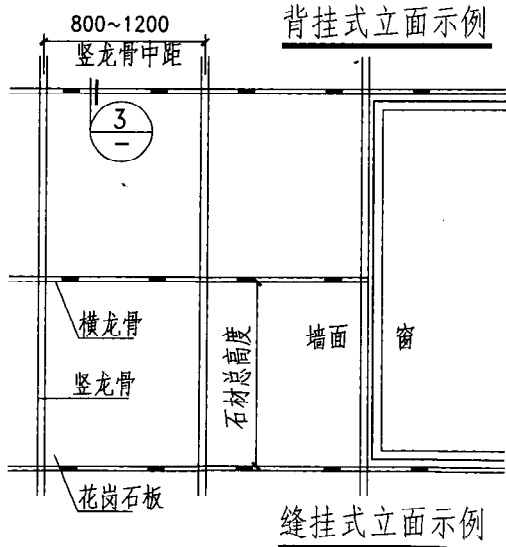 背挂式立面示例
800~1200
竖龙骨中距
3
—
横龙骨
竖龙骨
石材总高度
墙面
窗
花岗石板
缝挂式立面示例